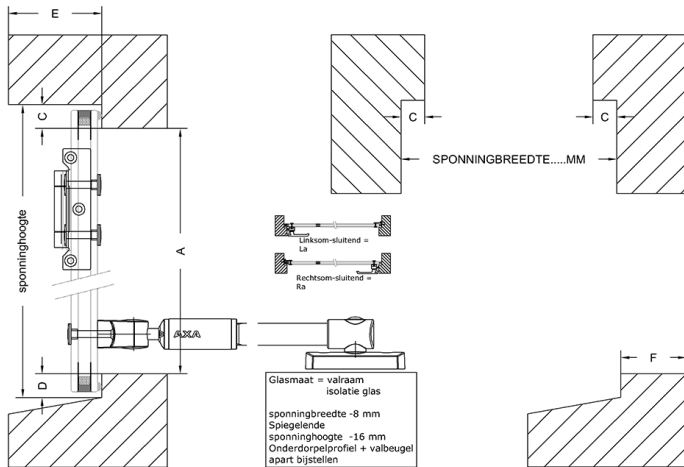 E
C
C
C
SPONNINGBREEDTE.....MM
sponninghoogte
A
Linksom-sluitend =
La
Rechtsom-sluitend =
Ra
AXA
D
F
Glasmaat = valraam
isolatie glas
sponningbreedte -8 mm
Spiegelende
sponninghoogte -16 mm
Onderdorpelprofiel + valbeugel
apart bijstellen